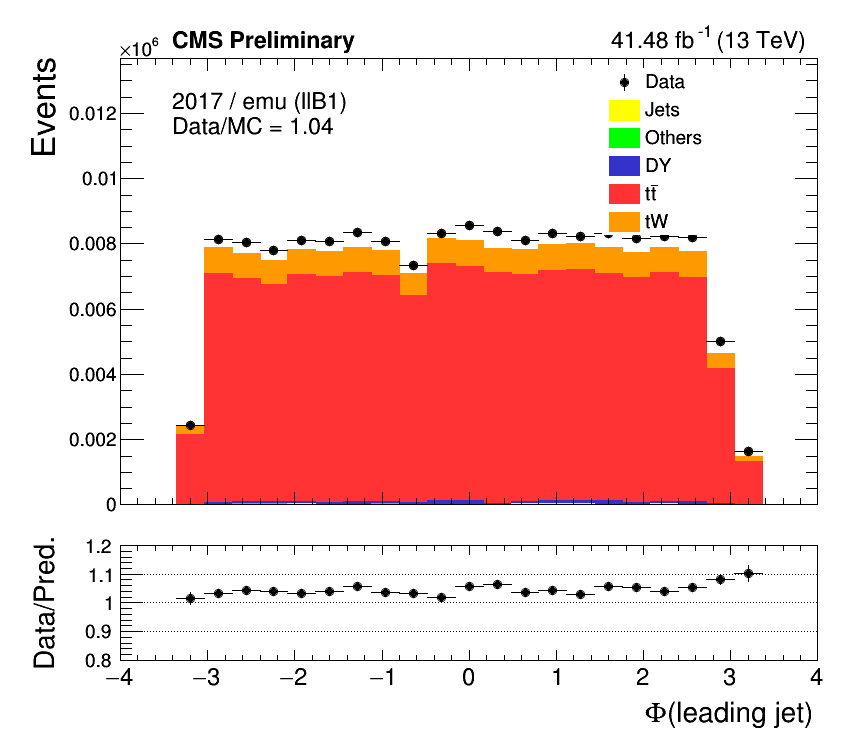 ×10⁶ CMS Preliminary 41.48 fb⁻¹ (13 TeV)
Events
2017 / emu (llB1)
Data/MC = 1.04
Data
Jets
Others
DY
tt̄
tW
0.012
0.01
0.008
0.006
0.004
0.002
0
Data/Pred.
1.2
1.1
1
0.9
0.8
−4 −3 −2 −1 0 1 2 3 4
Φ(leading jet)